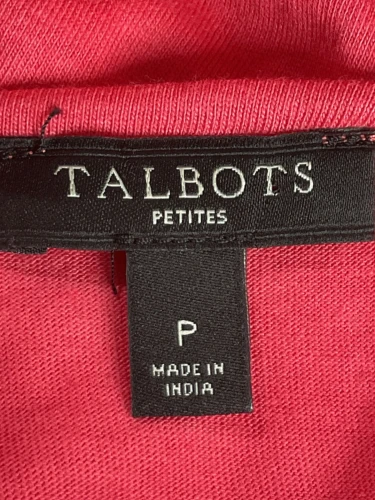 TALBOTS
PETITES
P
MADE IN
INDIA